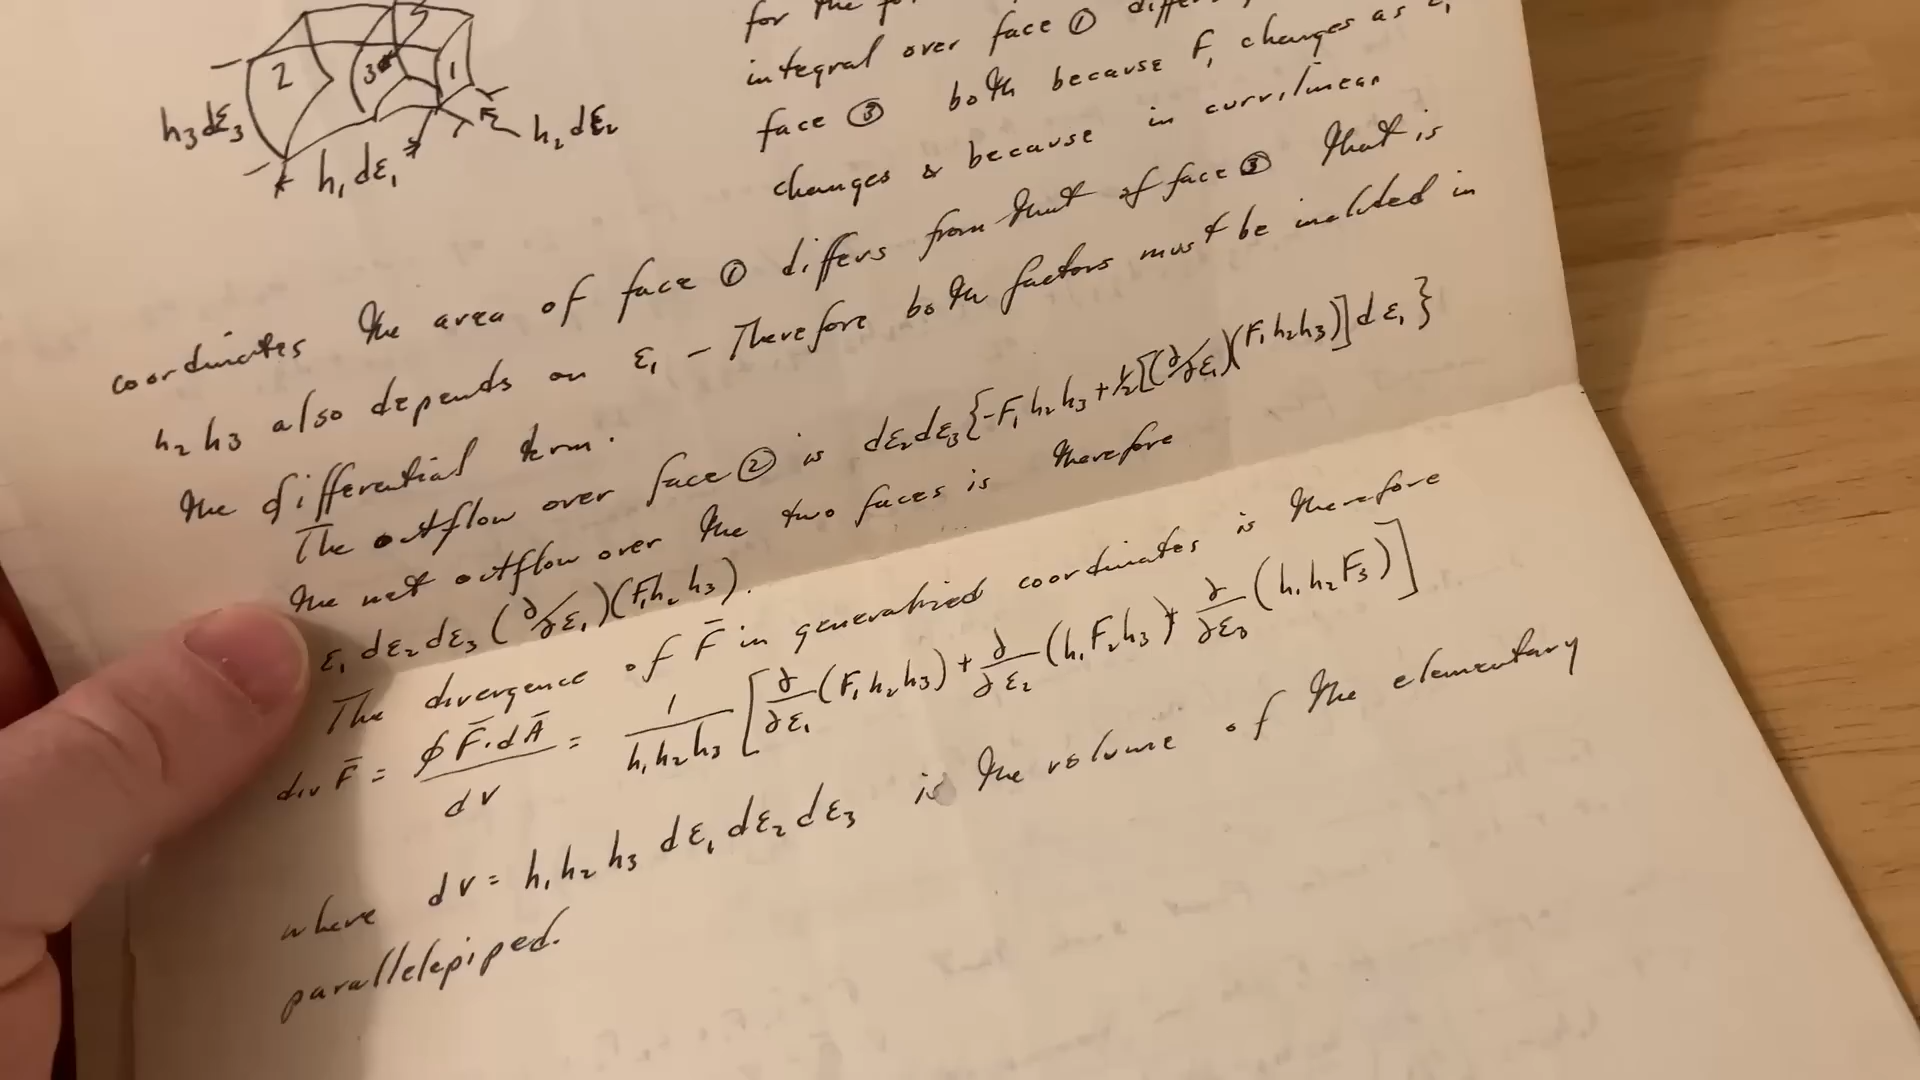 2 3 1
h₃dε₃
h₂dε₂
h₁dε₁
for the
integral over face ①
face ③ both because F₁ changes as ε₁
changes & because in curvilinear
coordinates the area of face ① differs from that of face ③ that is
h₂h₃ also depends on ε₁ – Therefore both factors must be included in
the differential term.
The outflow over face ② is dε₂dε₃{-F₁h₂h₃+½[(∂/∂ε₁)(F₁h₂h₃)]dε₁}
The net outflow over the two faces is therefore
ε₁dε₂dε₃(∂/∂ε₁)(F₁h₂h₃).
The divergence of F̄ in generalized coordinates is therefore
div F̄ = ∮F̄·dĀ/dv = 1/h₁h₂h₃ [∂/∂ε₁(F₁h₂h₃)+∂/∂ε₂(h₁F₂h₃)+∂/∂ε₃(h₁h₂F₃)]
where dv = h₁h₂h₃ dε₁dε₂dε₃ is the volume of the elementary
parallelepiped.